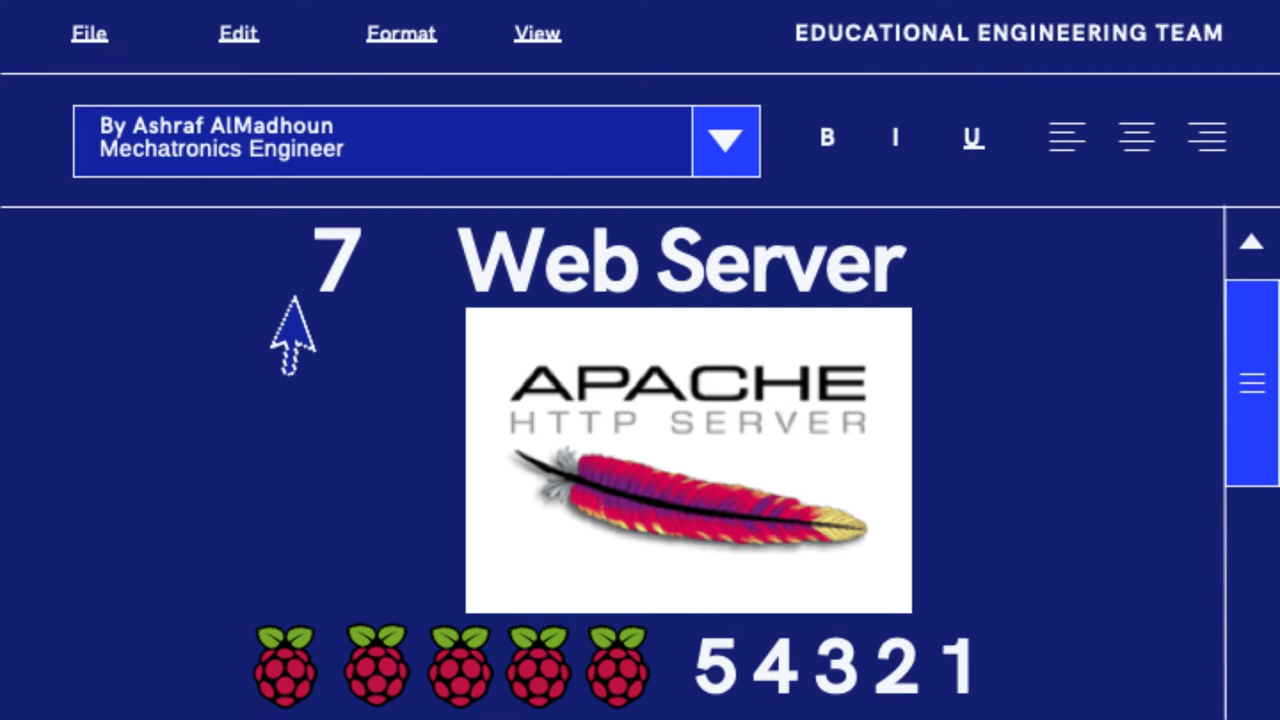 File Edit Format View EDUCATIONAL ENGINEERING TEAM
By Ashraf AlMadhoun
Mechatronics Engineer
B I U
7 Web Server
APACHE
HTTP SERVER
5 4 3 2 1